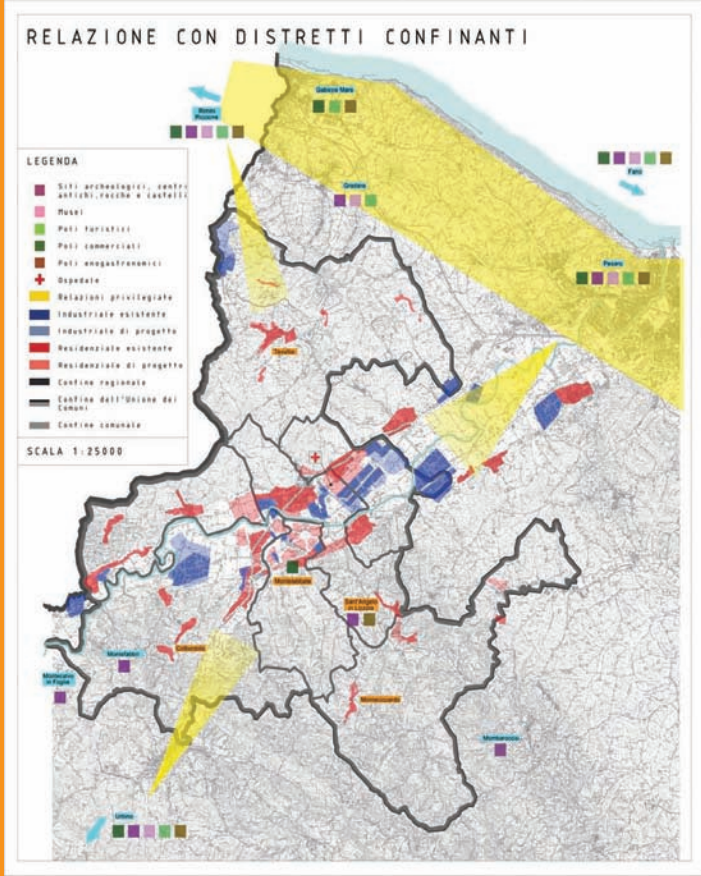 RELAZIONE CON DISTRETTI CONFINANTI
Gabicce Mare
Rimini
Riccione
Fano
LEGENDA
Siti archeologici, centri
antichi,rocche e castelli
Musei
Poli turistici
Poli commerciali
Poli enogastronomici
Ospedale
Relazioni privilegiate
Industriale esistente
Industriale di progetto
Residenziale esistente
Residenziale di progetto
Confine regionale
Confine dell'Unione dei
Comuni
Confine comunale
SCALA 1:25000
Gradara
Pesaro
Tavullia
Montelabbate
Sant'Angelo
in Lizzola
Colbordolo
Montefabbri
Montecalvo
in Foglia
Monteciccardo
Mombaroccio
Urbino